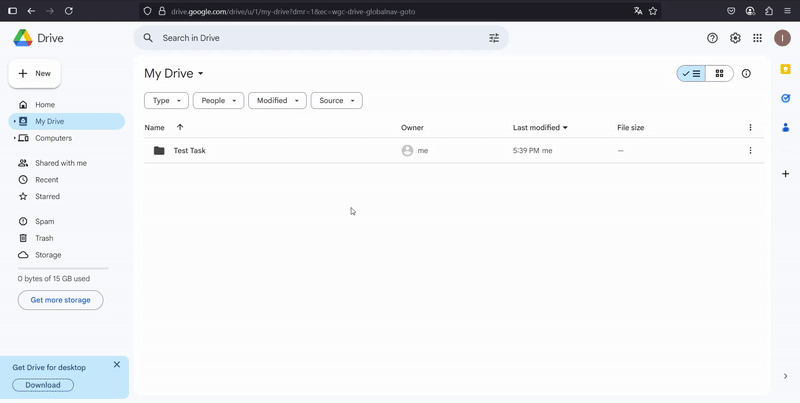 drive.google.com/drive/u/1/my-drive?dmr=1&ec=wgc-drive-globalnav-goto
Drive
Search in Drive
I
New
My Drive
Home
My Drive
Computers
Shared with me
Recent
Starred
Spam
Trash
Storage
0 bytes of 15 GB used
Get more storage
Type
People
Modified
Source
Name
Owner
Last modified
File size
Test Task
me
5:39 PM me
—
Get Drive for desktop
Download